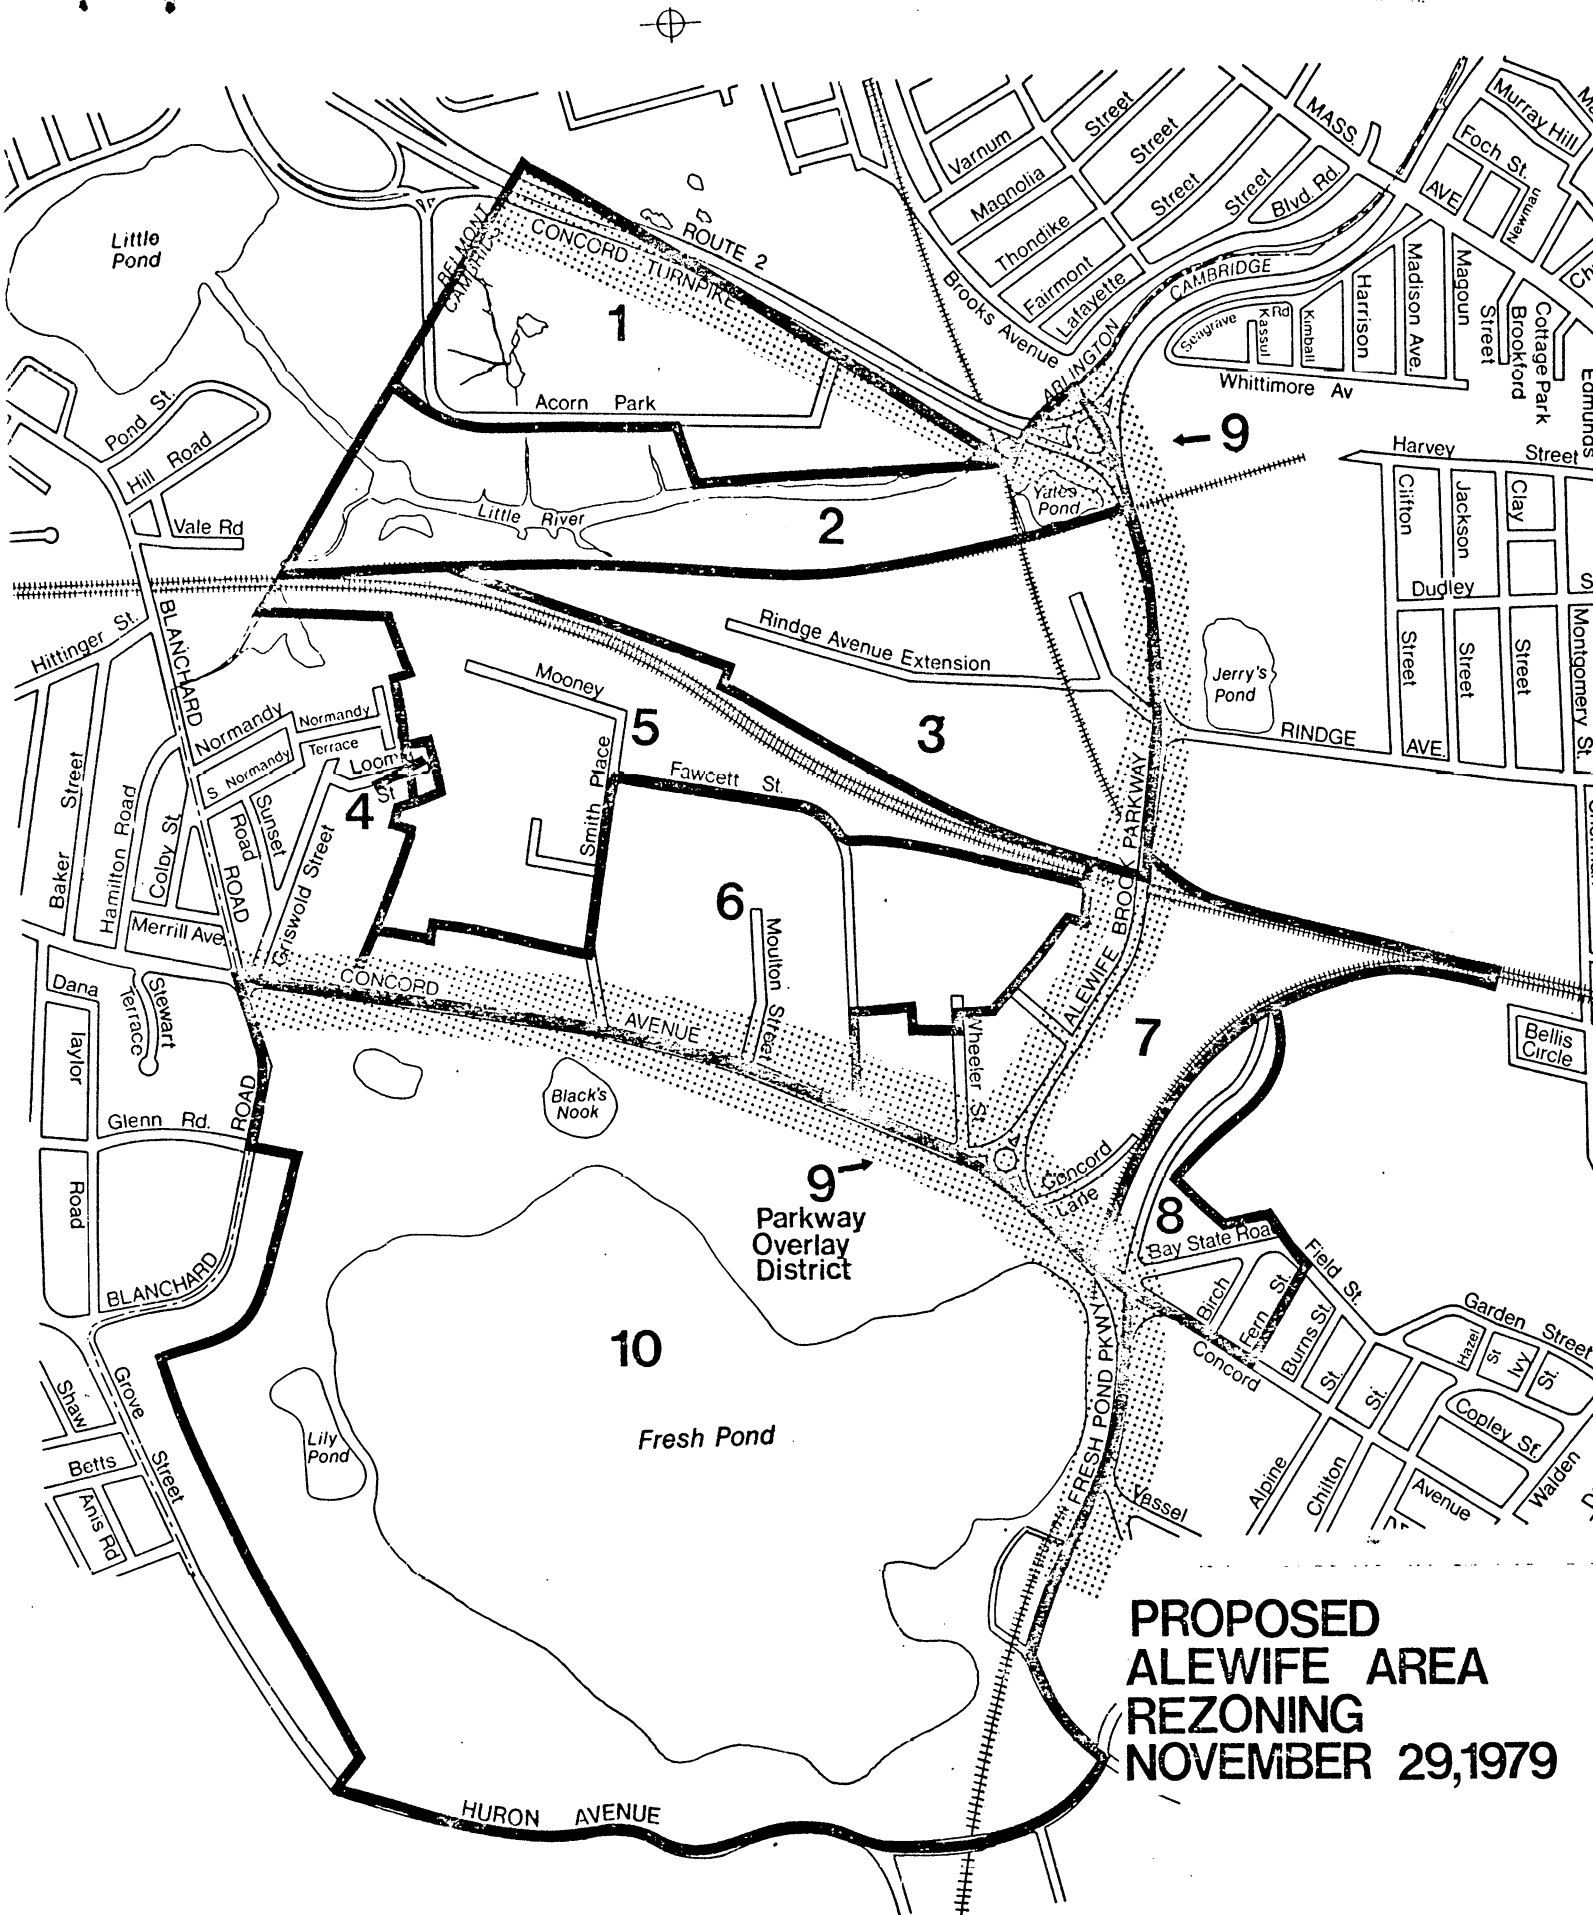 MASS.
AVE
Murray Hill
Foch St.
Newman
Varnum
Street
Magnolia
Street
Thondike
Street
Fairmont
Street
Lafayette
Blvd. Rd.
Brooks Avenue
Little
Pond
BELMONT
CAMBRIDGE
CONCORD TURNPIKE
ROUTE 2
1
ARLINGTON
CAMBRIDGE
Seagrave
Rd
Kassul
Kimball
Harrison
Madison Ave.
Magoun
Street
Brookford
Cottage Park
Edmunds
Whittimore Av
Acorn Park
9
Harvey
Street
Pond St.
Hill Road
Vale Rd
Little River
2
Yates
Pond
Clifton
Street
Jackson
Street
Clay
Street
Dudley
Montgomery St.
Hittinger St.
BLANCHARD
ROAD
Rindge Avenue Extension
Jerry's
Pond
RINDGE
AVE.
Mooney
5
3
Normandy
Normandy
Terrace
S Normandy
Loomis
St
4
Smith Place
Fawcett St.
Baker Street
Hamilton Road
Colby St.
Sunset
Road
Griswold Street
Merrill Ave
6
Moulton
Street
ALEWIFE BROOK PARKWAY
Dana
Stewart
Terrace
CONCORD
AVENUE
Taylor
Road
Wheeler St
7
Bellis
Circle
Black's
Nook
Glenn Rd.
ROAD
BLANCHARD
Concord
Lane
9
Parkway
Overlay
District
8
Bay State Road
Birch
Fern St.
Field St.
Burns St.
St.
St.
Garden Street
Hazel
St
Ivy
St.
Copley St.
Walden
Concord
Avenue
Alpine
Chilton
Vassel
FRESH POND PKWY
10
Fresh Pond
Lily
Pond
Grove
Street
Shaw
Betts
Anis Rd
HURON AVENUE
PROPOSED
ALEWIFE AREA
REZONING
NOVEMBER 29,1979